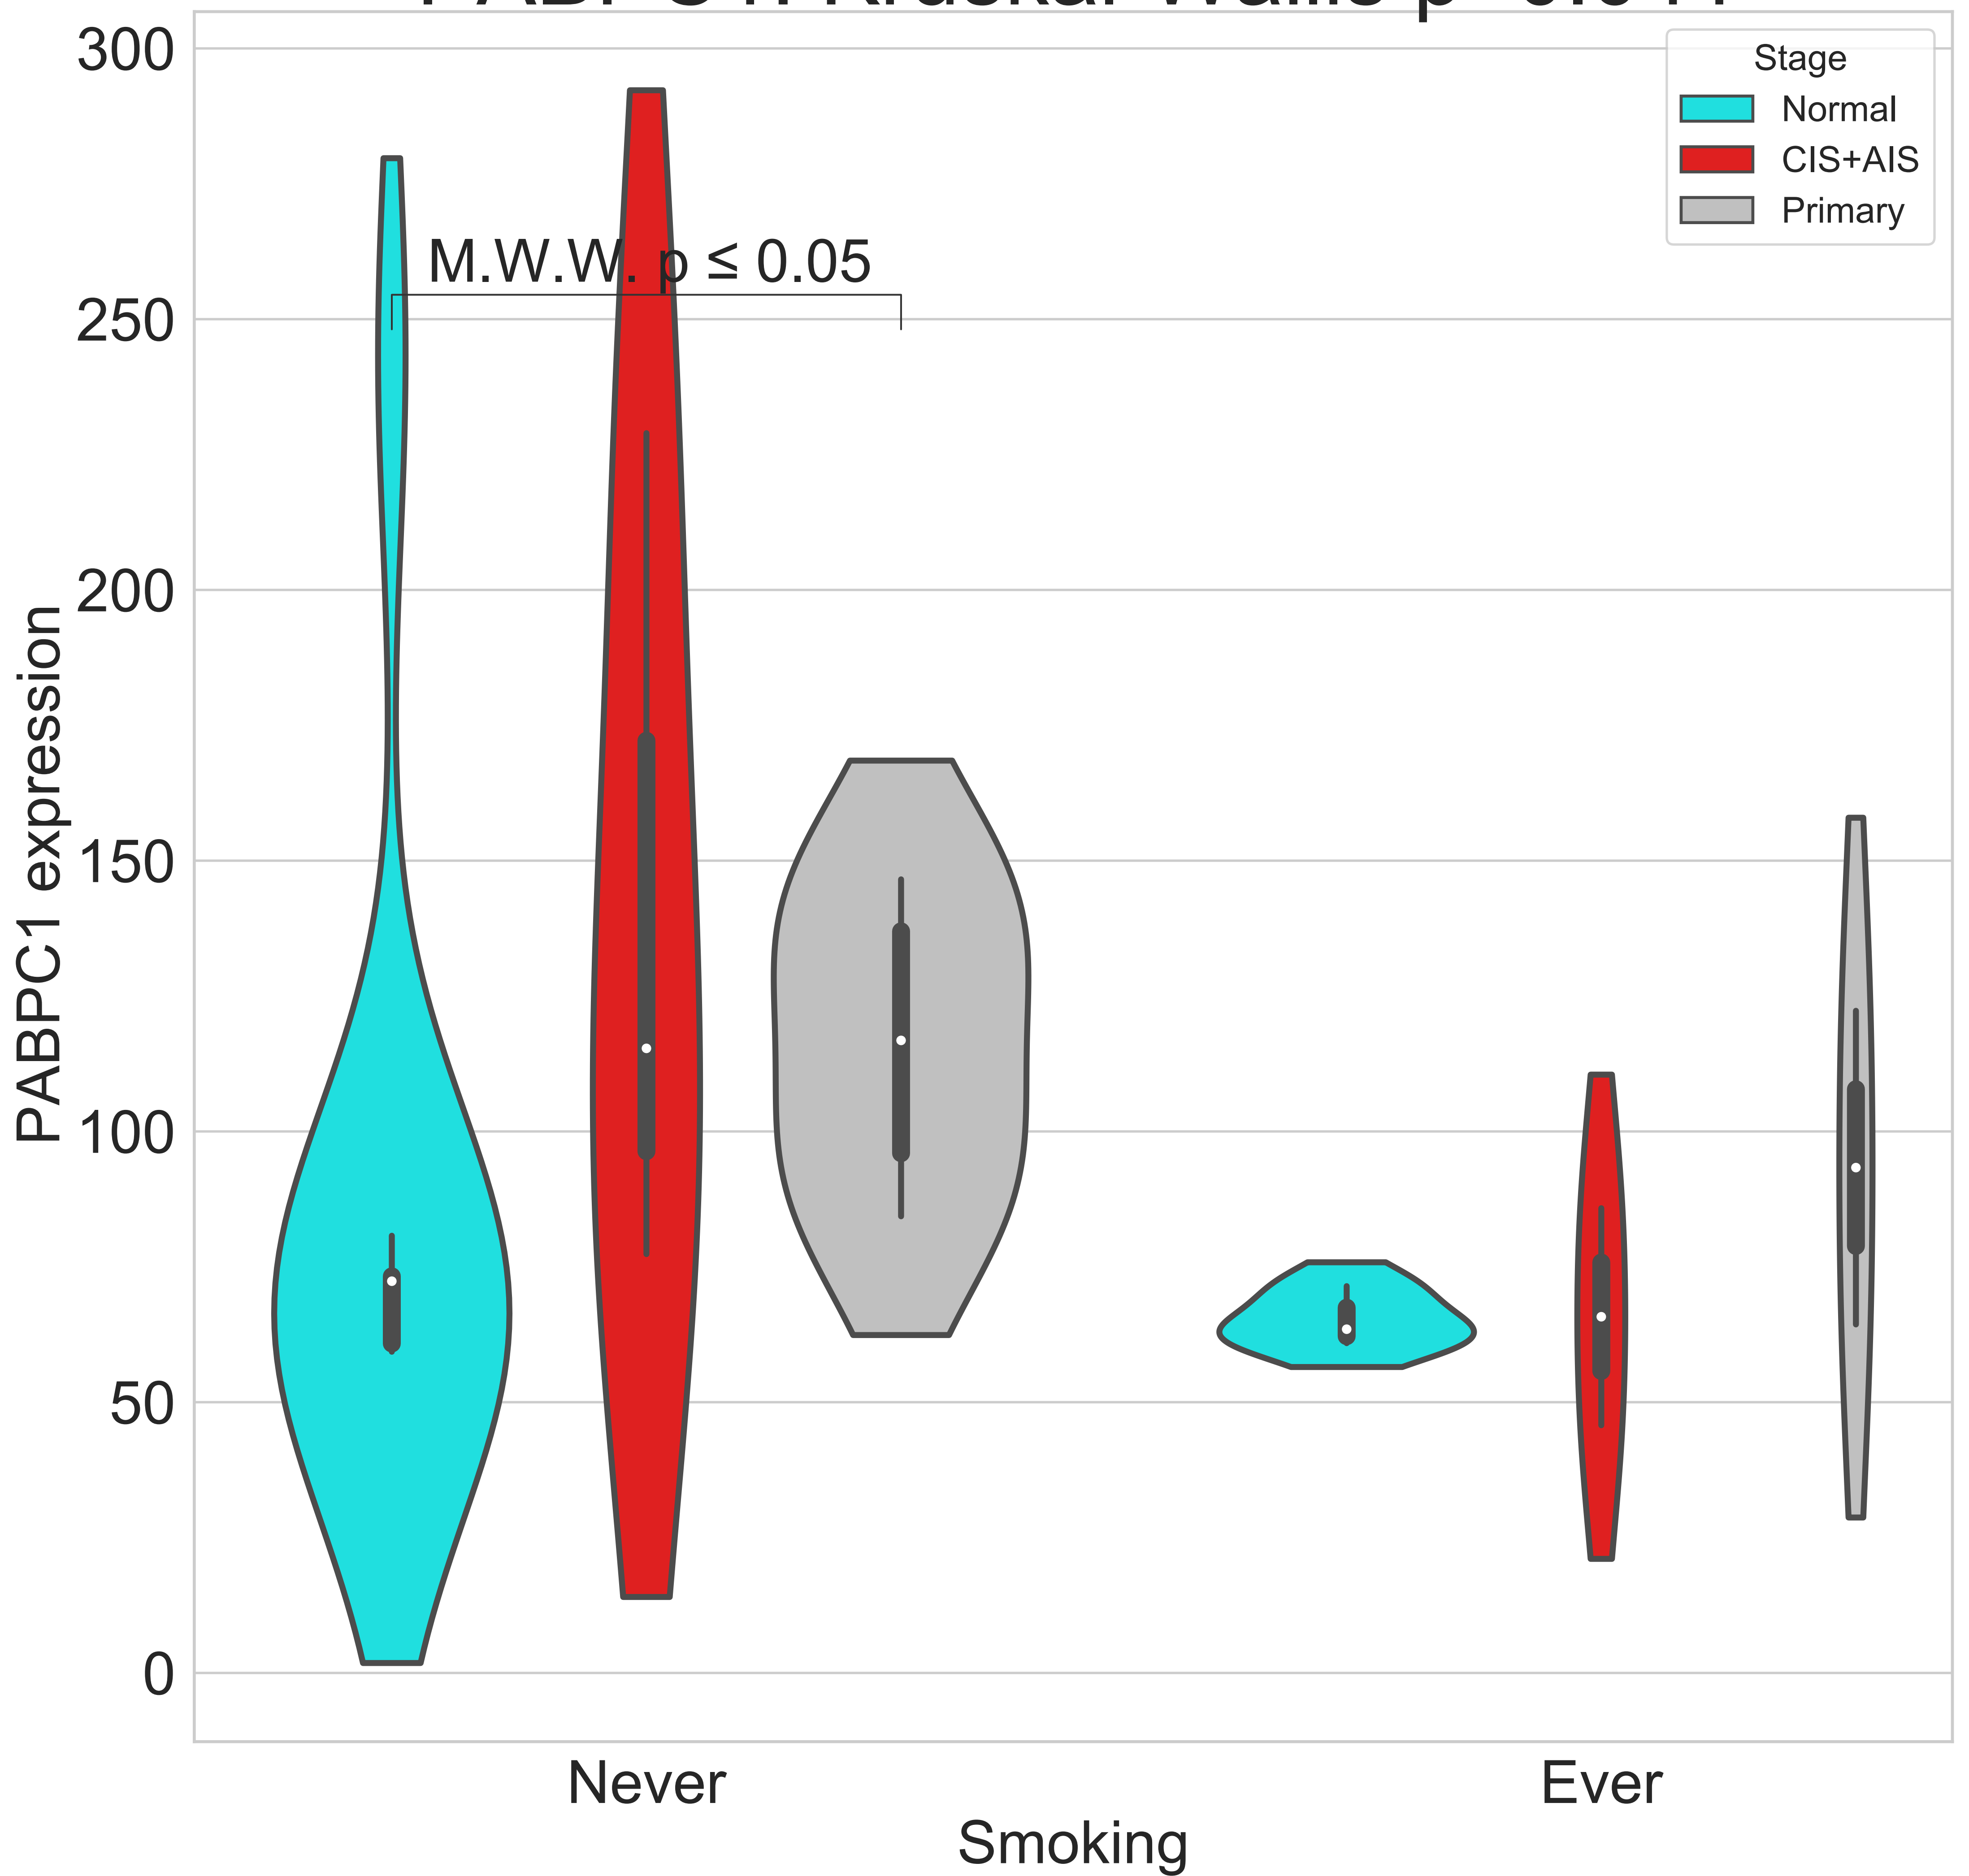 300
250
200
150
100
50
0
PABPC1 expression
M.W.W. p ≤ 0.05
Stage
Normal
CIS+AIS
Primary
Never
Ever
Smoking